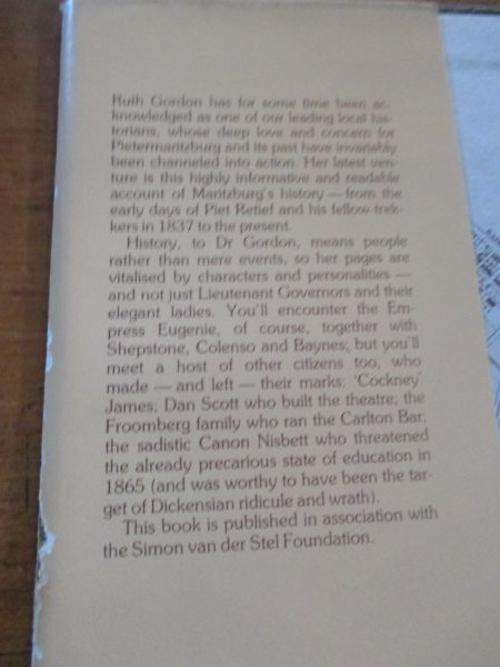 Ruth Gordon has for some time been ac-
knowledged as one of our leading local his-
torians, whose deep love and concern for
Pietermaritzburg and its past have invariably
been channeled into action. Her latest ven-
ture is this highly informative and readable
account of Maritzburg's history — from the
early days of Piet Retief and his fellow-trek-
kers in 1837 to the present.
History, to Dr Gordon, means people
rather than mere events, so her pages are
vitalised by characters and personalities —
and not just Lieutenant Governors and their
elegant ladies. You'll encounter the Em-
press Eugenie, of course, together with
Shepstone, Colenso and Baynes; but you'll
meet a host of other citizens too, who
made — and left — their marks; 'Cockney'
James; Dan Scott who built the theatre; the
Froomberg family who ran the Carlton Bar;
the sadistic Canon Nisbett who threatened
the already precarious state of education in
1865 (and was worthy to have been the tar-
get of Dickensian ridicule and wrath).
This book is published in association with
the Simon van der Stel Foundation.